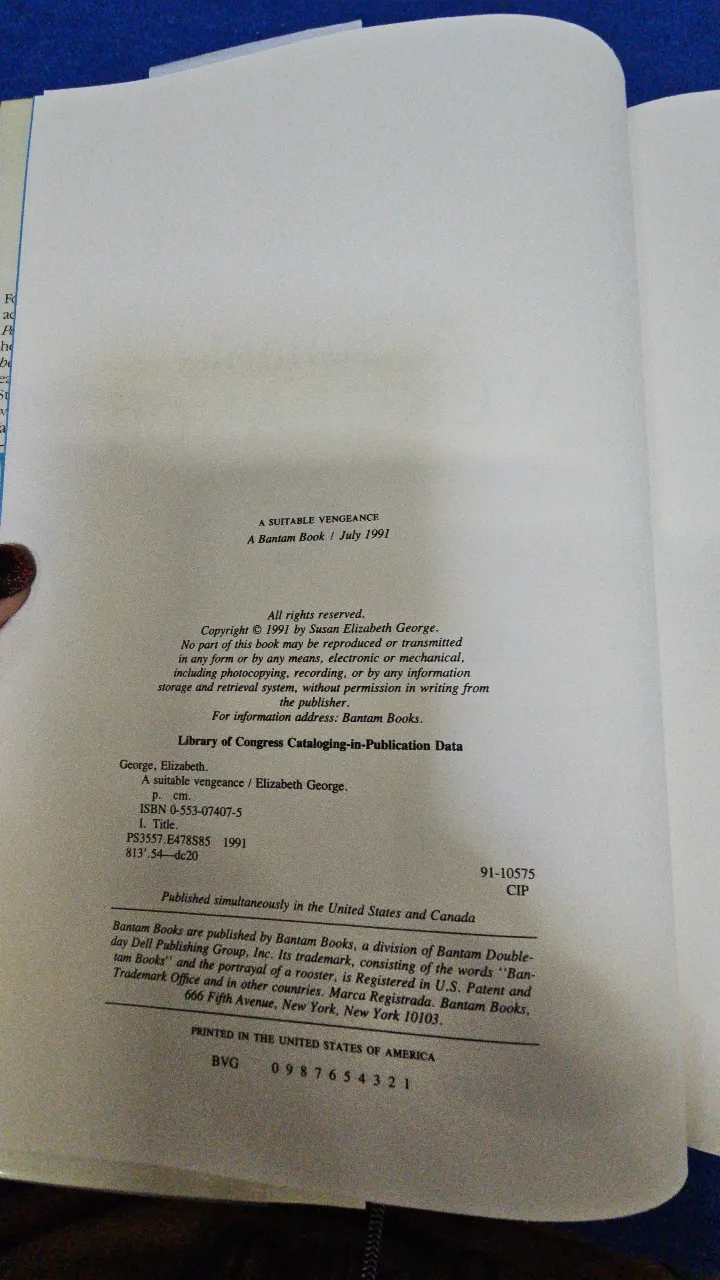 A SUITABLE VENGEANCE
A Bantam Book / July 1991
All rights reserved.
Copyright © 1991 by Susan Elizabeth George.
No part of this book may be reproduced or transmitted
in any form or by any means, electronic or mechanical,
including photocopying, recording, or by any information
storage and retrieval system, without permission in writing from
the publisher.
For information address: Bantam Books.
Library of Congress Cataloging-in-Publication Data
George, Elizabeth.
A suitable vengeance / Elizabeth George.
p. cm.
ISBN 0-553-07407-5
I. Title.
PS3557.E478S85 1991
813'.54—dc20
91-10575
CIP
Published simultaneously in the United States and Canada
Bantam Books are published by Bantam Books, a division of Bantam Double-
day Dell Publishing Group, Inc. Its trademark, consisting of the words "Ban-
tam Books" and the portrayal of a rooster, is Registered in U.S. Patent and
Trademark Office and in other countries. Marca Registrada. Bantam Books,
666 Fifth Avenue, New York, New York 10103.
PRINTED IN THE UNITED STATES OF AMERICA
BVG 0 9 8 7 6 5 4 3 2 1